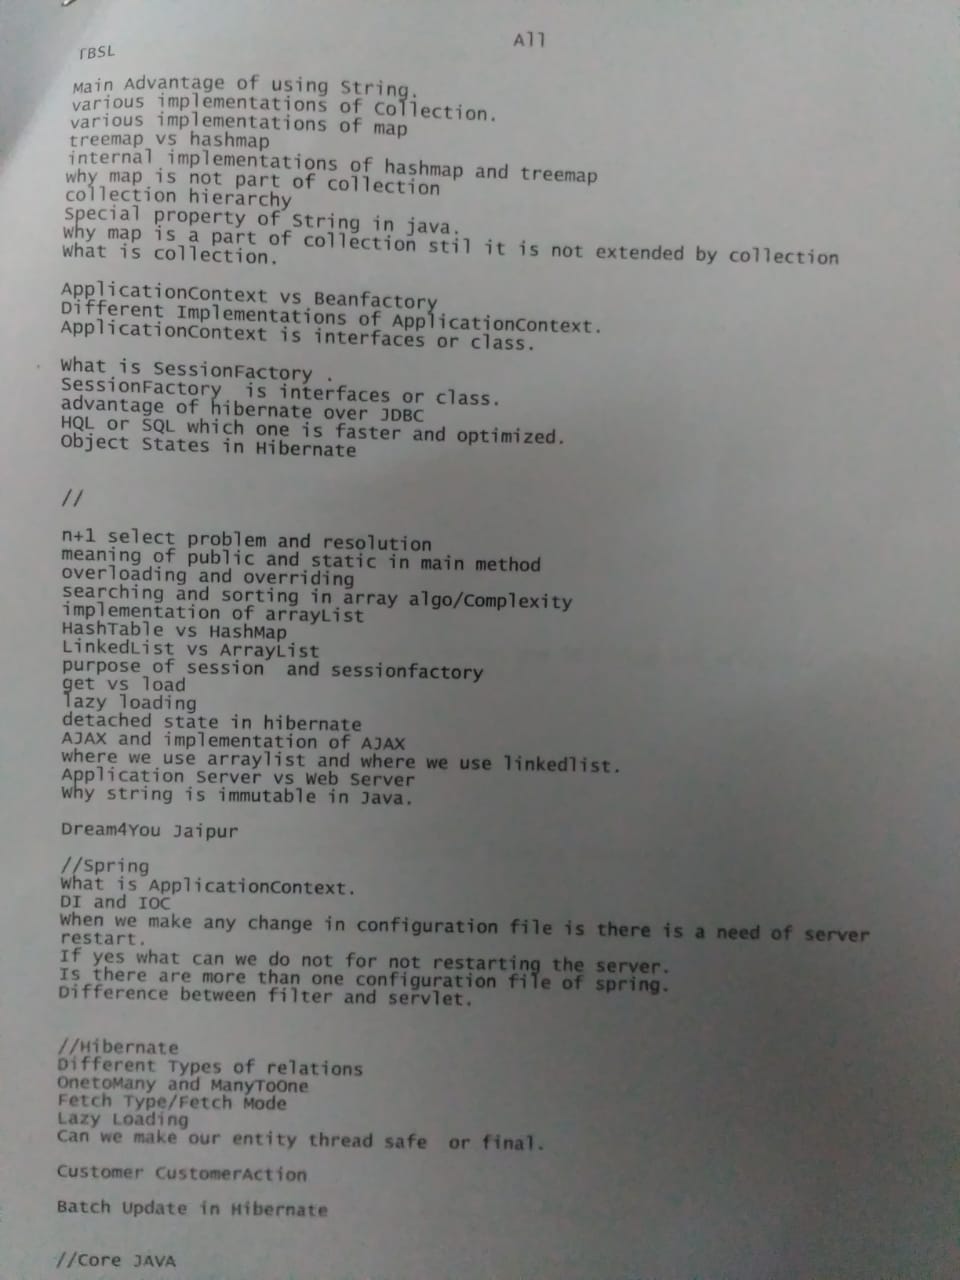 All
TBSL
Main Advantage of using String.
various implementations of Collection.
various implementations of map
treemap vs hashmap
internal implementations of hashmap and treemap
why map is not part of collection
collection hierarchy
Special property of String in java.
why map is a part of collection stil it is not extended by collection
what is collection.
ApplicationContext vs Beanfactory
Different Implementations of ApplicationContext.
ApplicationContext is interfaces or class.
What is SessionFactory .
SessionFactory  is interfaces or class.
advantage of hibernate over JDBC
HQL or SQL which one is faster and optimized.
Object States in Hibernate
//
n+1 select problem and resolution
meaning of public and static in main method
overloading and overriding
searching and sorting in array algo/Complexity
implementation of arrayList
HashTable vs HashMap
LinkedList vs ArrayList
purpose of session  and sessionfactory
get vs load
lazy loading
detached state in hibernate
AJAX and implementation of AJAX
where we use arraylist and where we use linkedlist.
Application Server vs Web Server
Why string is immutable in Java.
Dream4You Jaipur
//Spring
What is ApplicationContext.
DI and IOC
When we make any change in configuration file is there is a need of server
restart.
If yes what can we do not for not restarting the server.
Is there are more than one configuration file of spring.
Difference between filter and servlet.
//Hibernate
Different Types of relations
OnetoMany and ManyToOne
Fetch Type/Fetch Mode
Lazy Loading
Can we make our entity thread safe  or final.
Customer CustomerAction
Batch Update in Hibernate
//Core JAVA